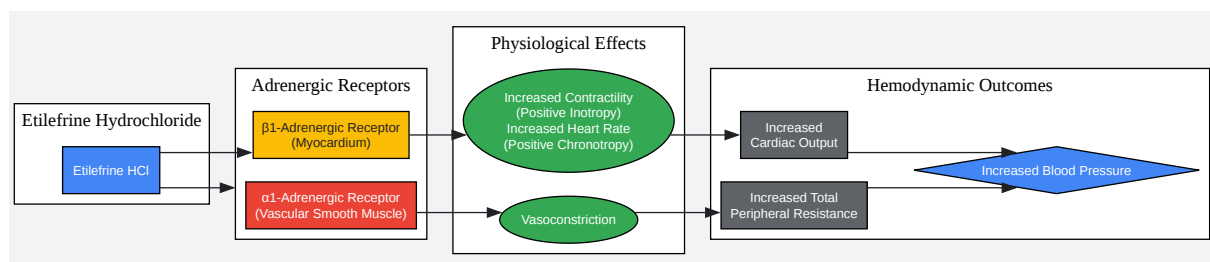 Etilefrine Hydrochloride
Etilefrine HCl
Adrenergic Receptors
β1-Adrenergic Receptor
(Myocardium)
α1-Adrenergic Receptor
(Vascular Smooth Muscle)
Physiological Effects
Increased Contractility
(Positive Inotropy)
Increased Heart Rate
(Positive Chronotropy)
Vasoconstriction
Hemodynamic Outcomes
Increased
Cardiac Output
Increased Total
Peripheral Resistance
Increased Blood Pressure